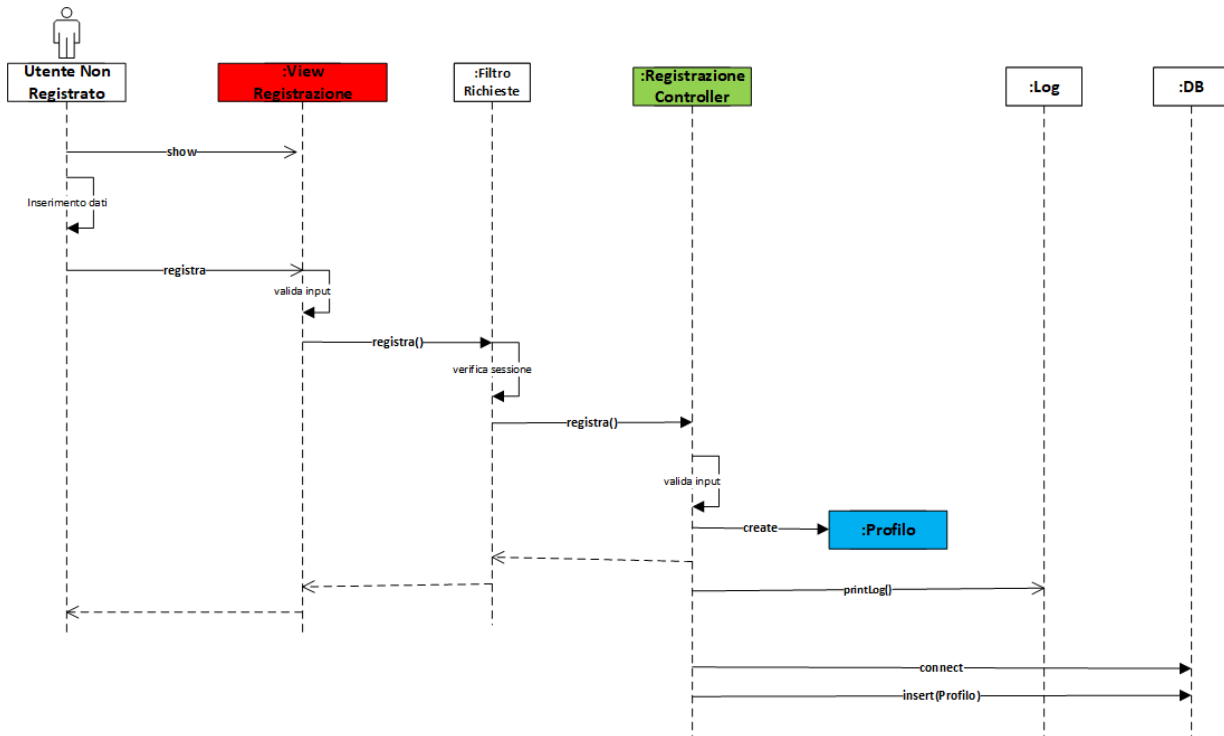 Utente Non
Registrato
:View
Registrazione
:Filtro
Richieste
:Registrazione
Controller
:Log
:DB
show
Inserimento dati
registra
valida input
registra()
verifica sessione
registra()
valida input
create
:Profilo
printLog()
connect
insert(Profilo)